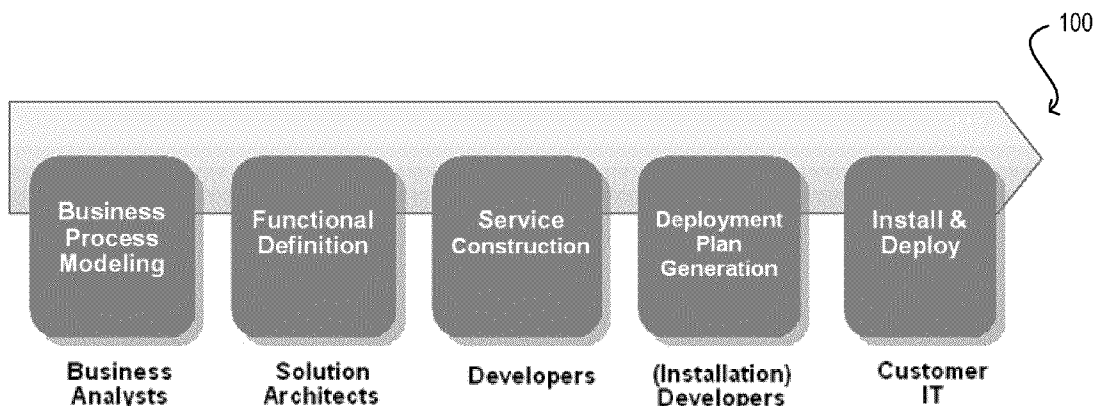 100
Business
Process
Modeling
Functional
Definition
Service
Construction
Deployment
Plan
Generation
Install &
Deploy
Business
Analysts
Solution
Architects
Developers
(Installation)
Developers
Customer
IT